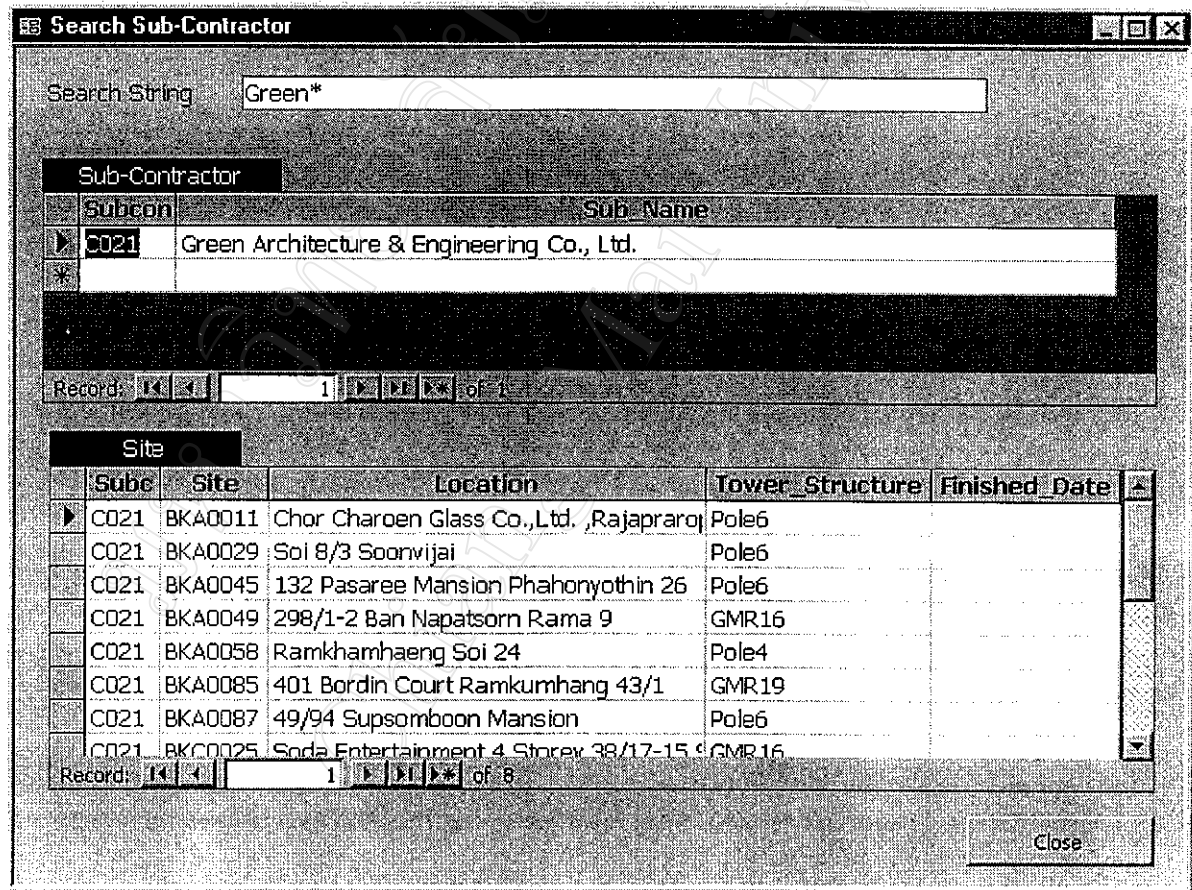 Search Sub-Contractor
Search String Green*
Sub-Contractor
Subcon Sub_Name
C021 Green Architecture & Engineering Co., Ltd.
*
Record: 1 of 1
Site
Subc Site Location Tower_Structure Finished_Date
C021 BKA0011 Chor Charoen Glass Co.,Ltd. ,Rajaprarop Pole6
C021 BKA0029 Soi 8/3 Soonvijai Pole6
C021 BKA0045 132 Pasaree Mansion Phahonyothin 26 Pole6
C021 BKA0049 298/1-2 Ban Napatsorn Rama 9 GMR16
C021 BKA0058 Ramkhamhaeng Soi 24 Pole4
C021 BKA0085 401 Bordin Court Ramkumhang 43/1 GMR19
C021 BKA0087 49/94 Supsomboon Mansion Pole6
C021 BKC0025 Soda Entertainment 4 Storey 38/17-15 GMR16
Record: 1 of 8
Close